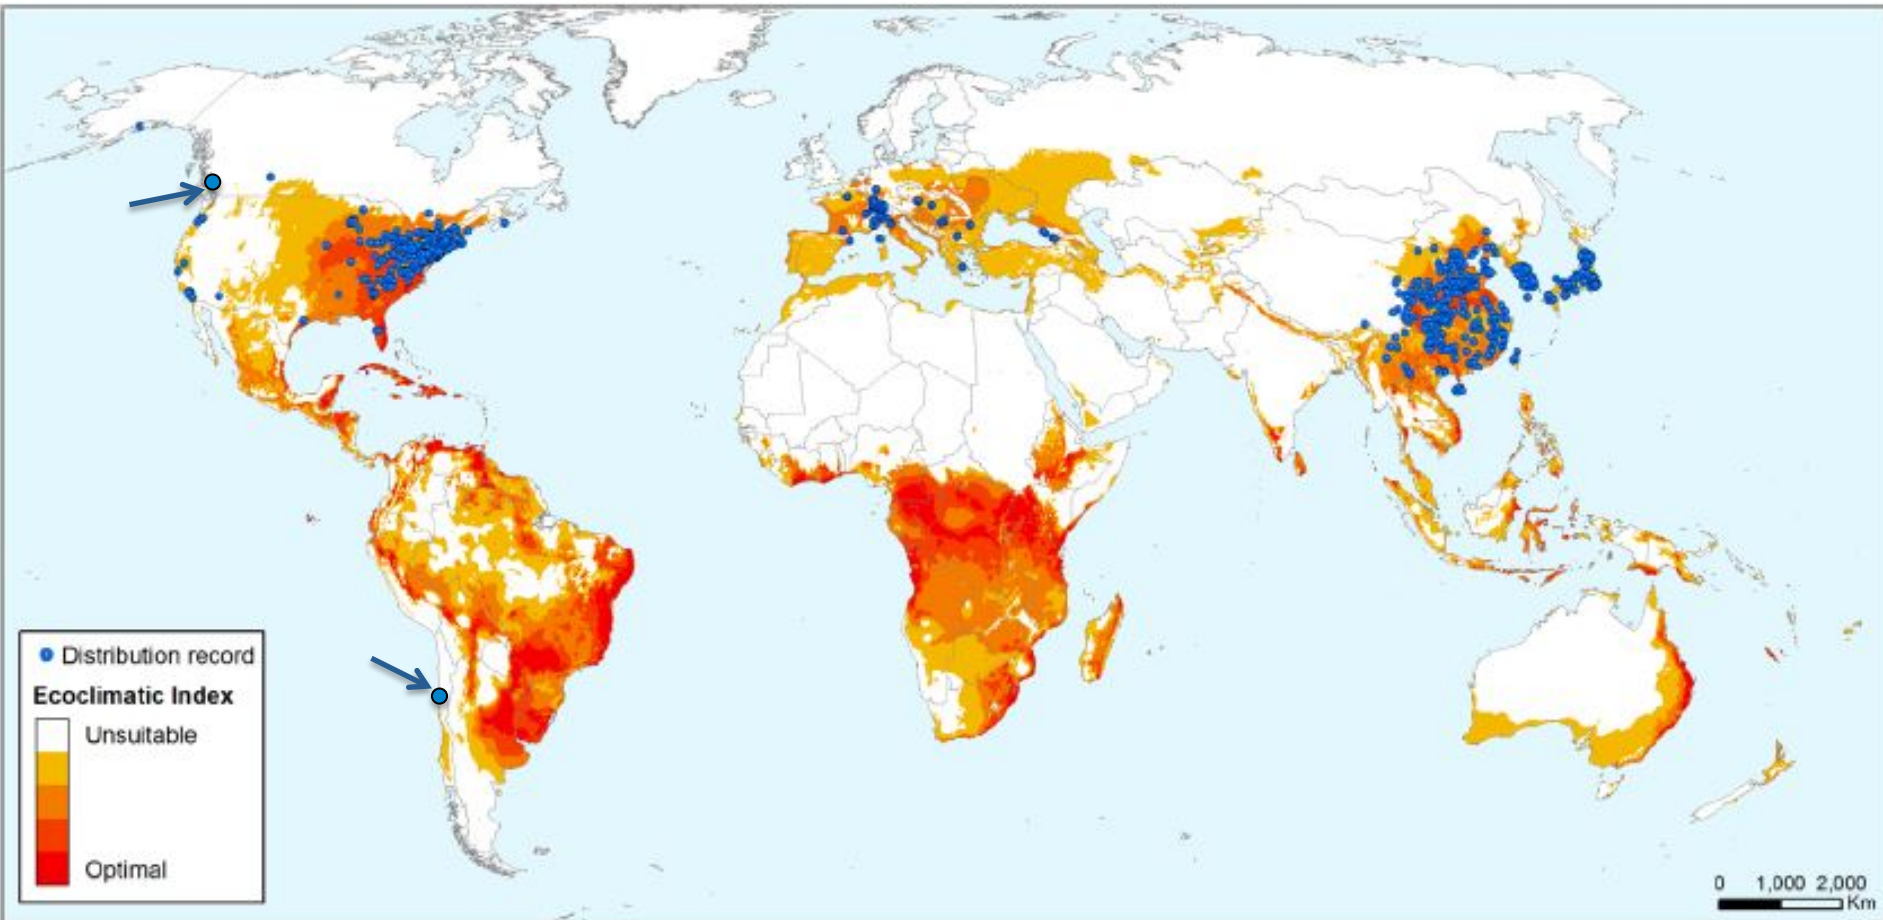 Distribution record
Ecoclimatic Index
Unsuitable
Optimal
0 1,000 2,000
Km